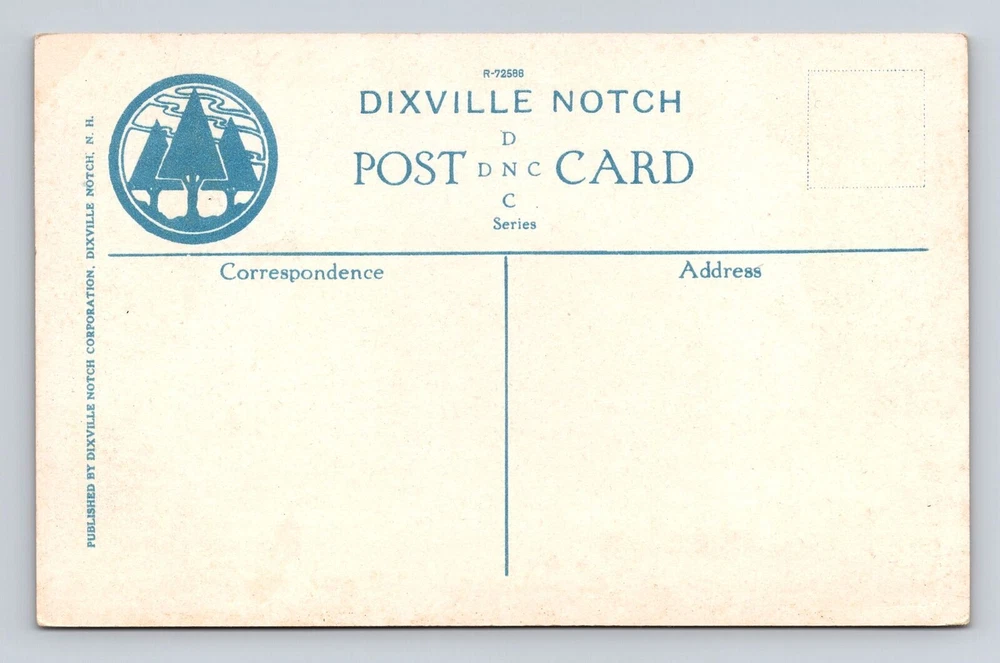 R-72586
DIXVILLE NOTCH
D
POST D N C CARD
C
Series
Correspondence
Address
PUBLISHED BY DIXVILLE NOTCH CORPORATION, DIXVILLE NOTCH, N. H.